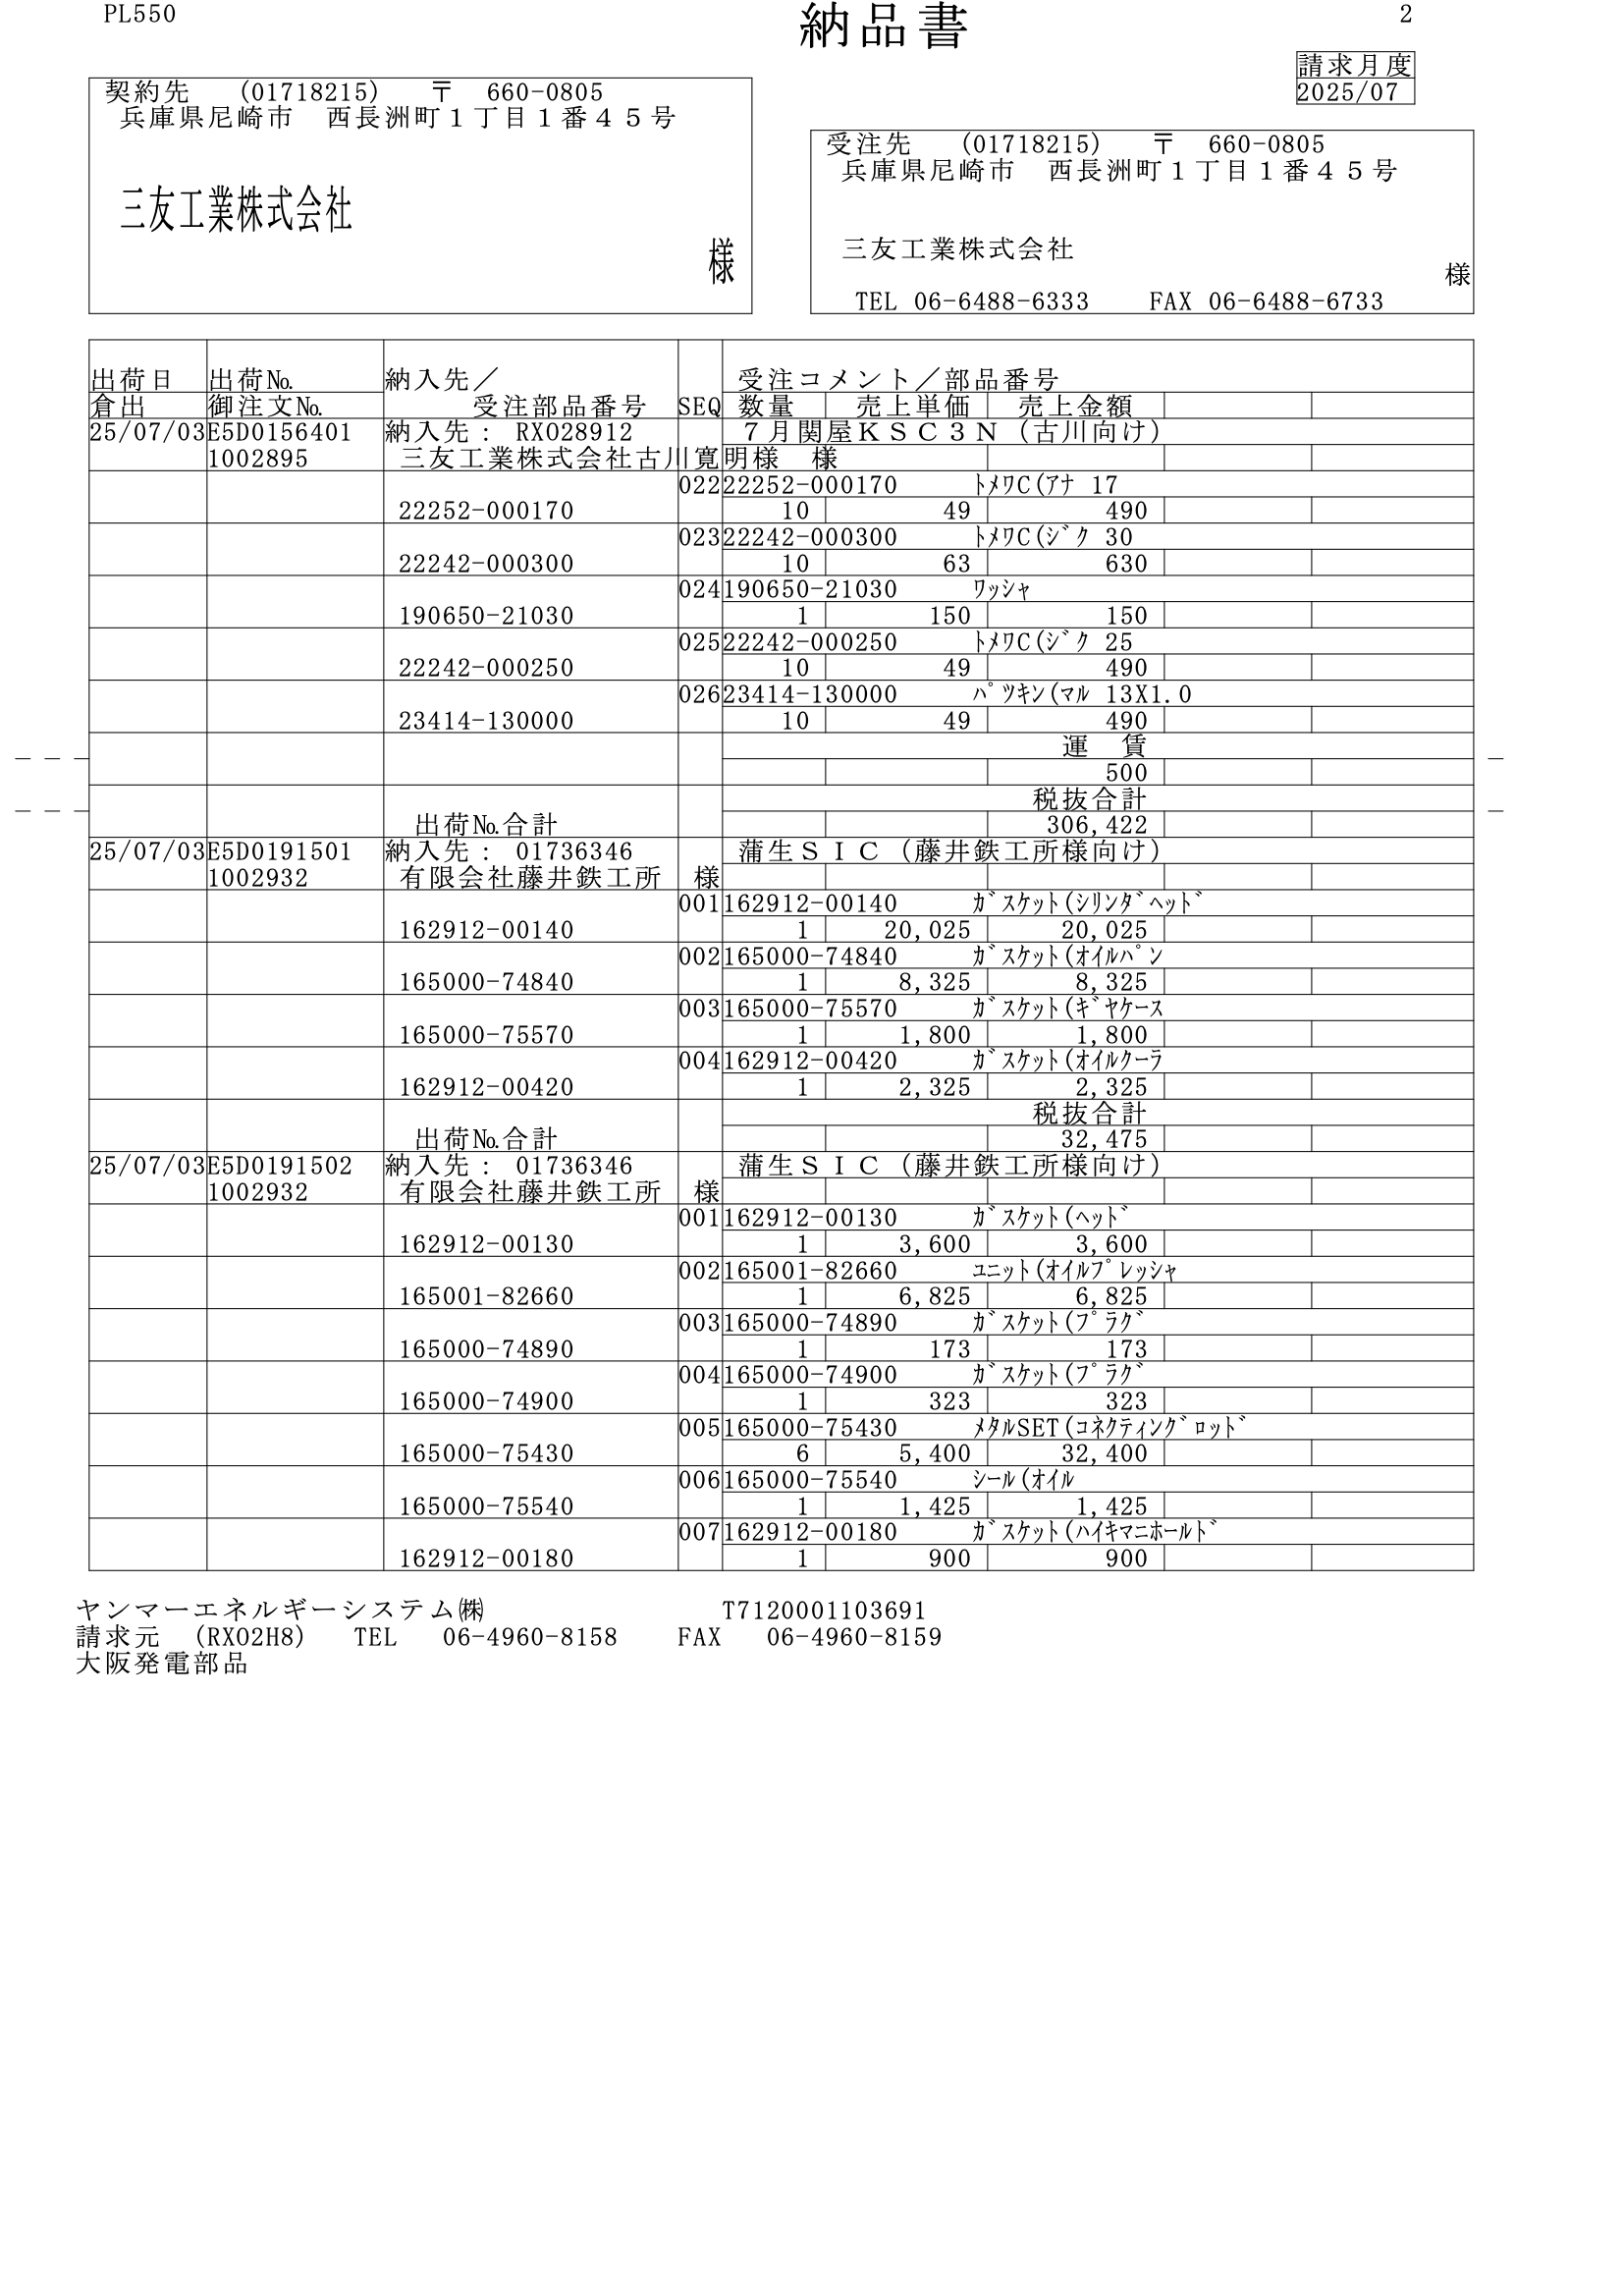 PL550 納品書 2
請求月度
2025/07
契約先 (01718215) 〒 660-0805
兵庫県尼崎市 西長洲町１丁目１番４５号
三友工業株式会社
様
受注先 (01718215) 〒 660-0805
兵庫県尼崎市 西長洲町１丁目１番４５号
三友工業株式会社
様
TEL 06-6488-6333 FAX 06-6488-6733
出荷日 出荷№ 納入先／ 受注コメント／部品番号
倉出 御注文№ 受注部品番号 SEQ 数量 売上単価 売上金額
25/07/03 E5D0156401 納入先： RX028912 ７月関屋ＫＳＣ３Ｎ（古川向け）
1002895 三友工業株式会社古川寛明様 様
022 22252-000170 ﾄﾒﾜC(ｱﾅ 17
22252-000170 10 49 490
023 22242-000300 ﾄﾒﾜC(ｼﾞｸ 30
22242-000300 10 63 630
024 190650-21030 ﾜｯｼｬ
190650-21030 1 150 150
025 22242-000250 ﾄﾒﾜC(ｼﾞｸ 25
22242-000250 10 49 490
026 23414-130000 ﾊﾟﾂｷﾝ(ﾏﾙ 13X1.0
23414-130000 10 49 490
運 賃
500
税抜合計
出荷№合計 306,422
25/07/03 E5D0191501 納入先： 01736346 蒲生ＳＩＣ（藤井鉄工所様向け）
1002932 有限会社藤井鉄工所 様
001 162912-00140 ｶﾞｽｹｯﾄ(ｼﾘﾝﾀﾞﾍｯﾄﾞ
162912-00140 1 20,025 20,025
002 165000-74840 ｶﾞｽｹｯﾄ(ｵｲﾙﾊﾟﾝ
165000-74840 1 8,325 8,325
003 165000-75570 ｶﾞｽｹｯﾄ(ｷﾞﾔｹｰｽ
165000-75570 1 1,800 1,800
004 162912-00420 ｶﾞｽｹｯﾄ(ｵｲﾙｸｰﾗ
162912-00420 1 2,325 2,325
税抜合計
出荷№合計 32,475
25/07/03 E5D0191502 納入先： 01736346 蒲生ＳＩＣ（藤井鉄工所様向け）
1002932 有限会社藤井鉄工所 様
001 162912-00130 ｶﾞｽｹｯﾄ(ﾍｯﾄﾞ
162912-00130 1 3,600 3,600
002 165001-82660 ﾕﾆｯﾄ(ｵｲﾙﾌﾟﾚｯｼｬ
165001-82660 1 6,825 6,825
003 165000-74890 ｶﾞｽｹｯﾄ(ﾌﾟﾗｸﾞ
165000-74890 1 173 173
004 165000-74900 ｶﾞｽｹｯﾄ(ﾌﾟﾗｸﾞ
165000-74900 1 323 323
005 165000-75430 ﾒﾀﾙSET(ｺﾈｸﾃｨﾝｸﾞﾛｯﾄﾞ
165000-75430 6 5,400 32,400
006 165000-75540 ｼｰﾙ(ｵｲﾙ
165000-75540 1 1,425 1,425
007 162912-00180 ｶﾞｽｹｯﾄ(ﾊｲｷﾏﾆﾎｰﾙﾄﾞ
162912-00180 1 900 900
ヤンマーエネルギーシステム㈱ T7120001103691
請求元 (RX02H8) TEL 06-4960-8158 FAX 06-4960-8159
大阪発電部品